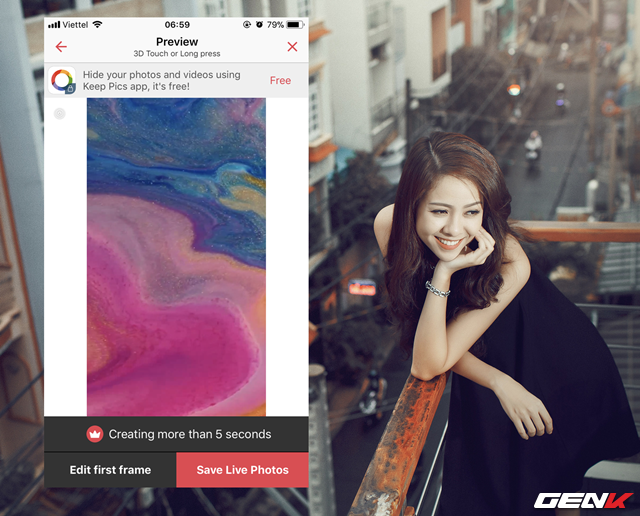 Viettel 06:59 79%
Preview
3D Touch or Long press
Hide your photos and videos using
Keep Pics app, it's free!
Free
Creating more than 5 seconds
Edit first frame
Save Live Photos
GENK